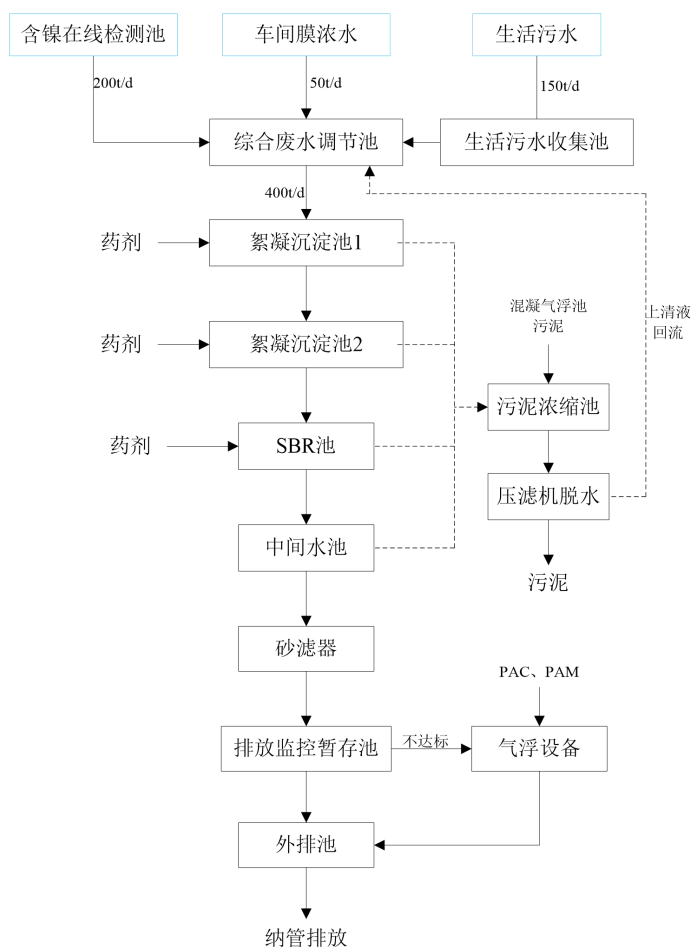 含镍在线检测池
车间膜浓水
生活污水
200t/d
50t/d
150t/d
综合废水调节池
生活污水收集池
400t/d
药剂
絮凝沉淀池1
混凝气浮池
污泥
上清液
回流
药剂
絮凝沉淀池2
污泥浓缩池
药剂
SBR池
压滤机脱水
中间水池
污泥
砂滤器
PAC、PAM
排放监控暂存池
不达标
气浮设备
外排池
纳管排放